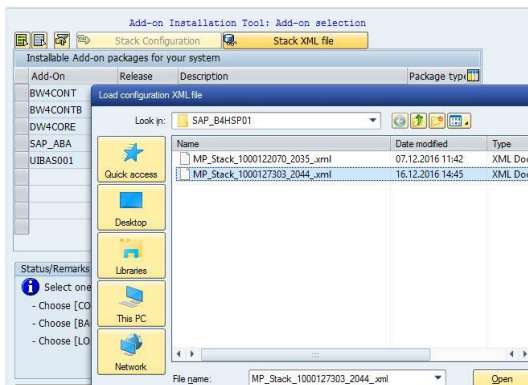 Add-on Installation Tool: Add-on selection
Stack Configuration
Stack XML file
Installable Add-on packages for your system
Add-On Release Description Package type
BW4CONT
BW4CONTB
DW4CORE
SAP_ABA
UIBAS001
Load configuration XML file
Look in: SAP_B4HSP01
Name Date modified Type
MP_Stack_1000122070_2035_.xml 07.12.2016 11:42 XML Doc
MP_Stack_1000127303_2044_.xml 16.12.2016 14:45 XML Doc
Quick access
Desktop
Libraries
This PC
Network
Status/Remarks
Select one
- Choose [CO
- Choose [BA
- Choose [LO
File name: MP_Stack_1000127303_2044_.xml Open